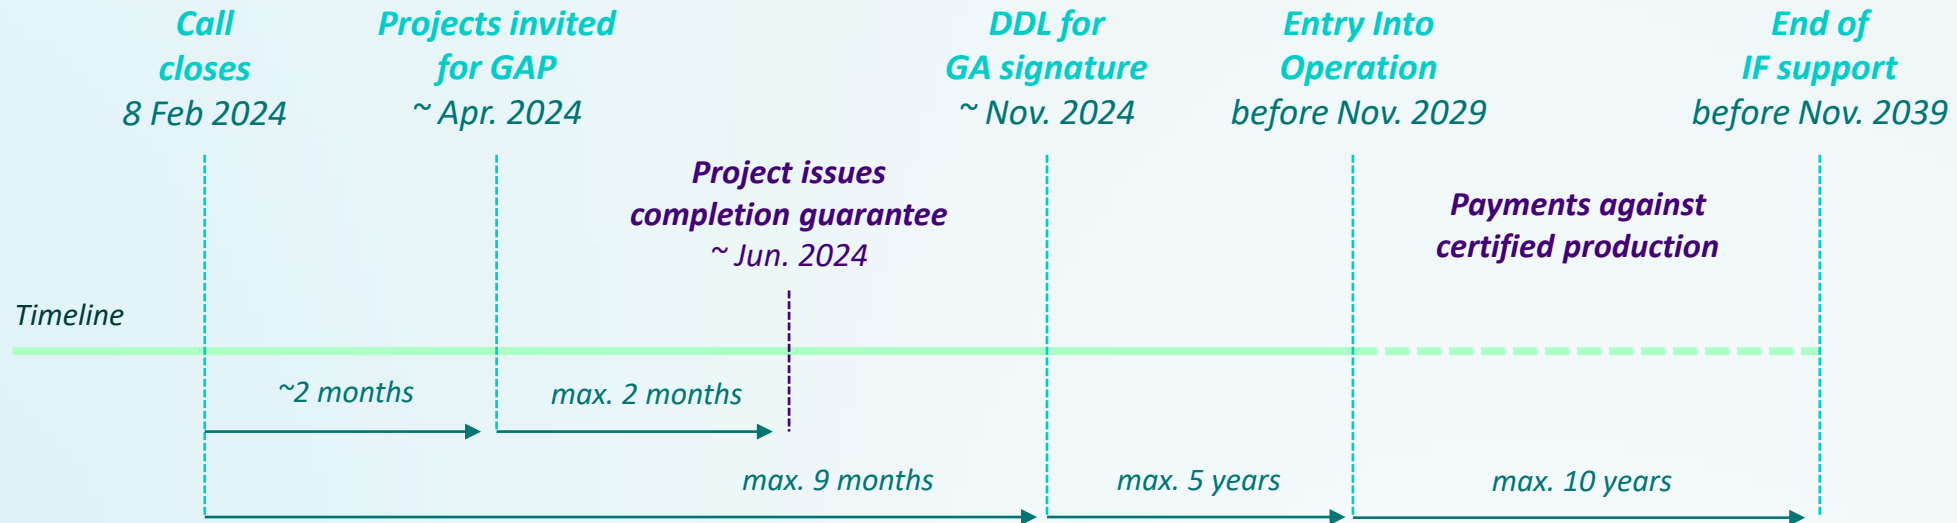 Call
closes
8 Feb 2024
Projects invited
for GAP
~ Apr. 2024
DDL for
GA signature
~ Nov. 2024
Entry Into
Operation
before Nov. 2029
End of
IF support
before Nov. 2039
Project issues
completion guarantee
~ Jun. 2024
Payments against
certified production
Timeline
~2 months
max. 2 months
max. 9 months
max. 5 years
max. 10 years